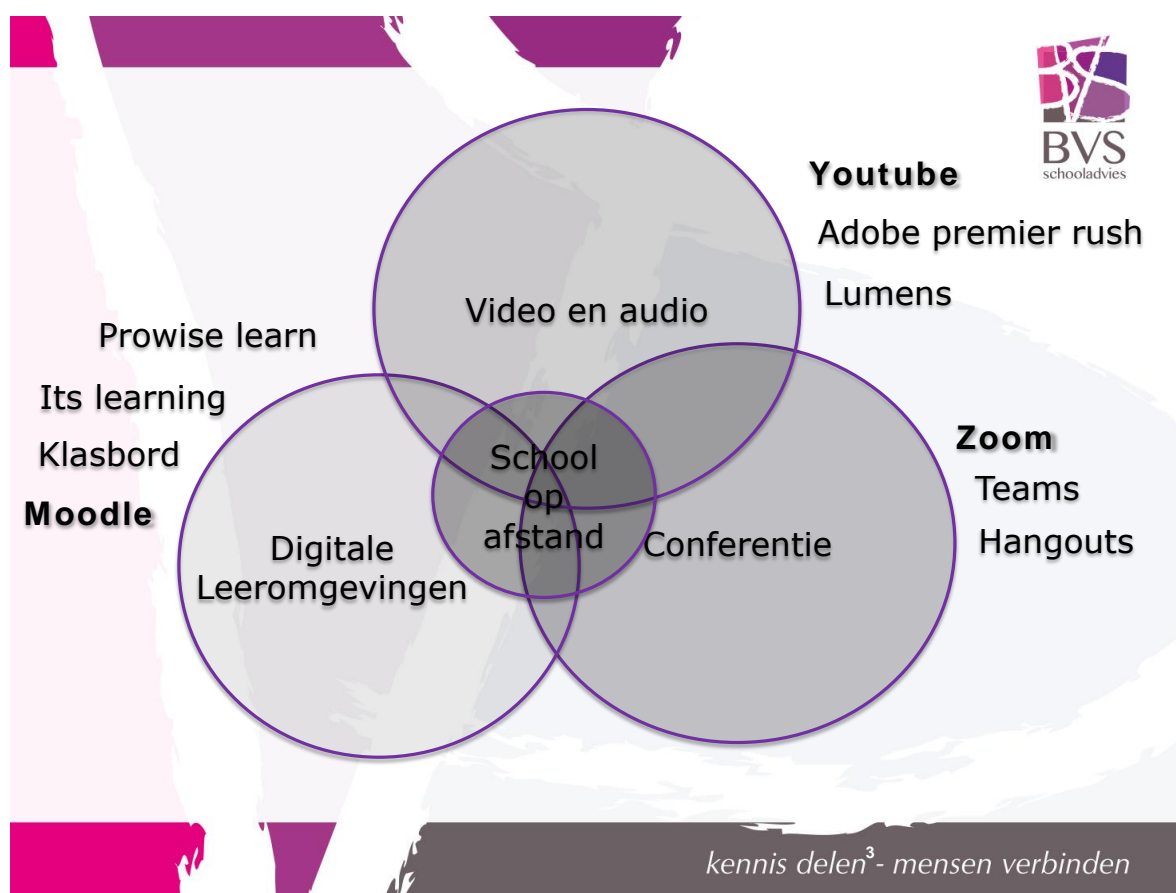 BVS
schooladvies
Youtube
Adobe premier rush
Lumens
Video en audio
Prowise learn
Its learning
Klasbord
Moodle
School
op
afstand
Zoom
Teams
Hangouts
Digitale
Leeromgevingen
Conferentie
kennis delen³- mensen verbinden